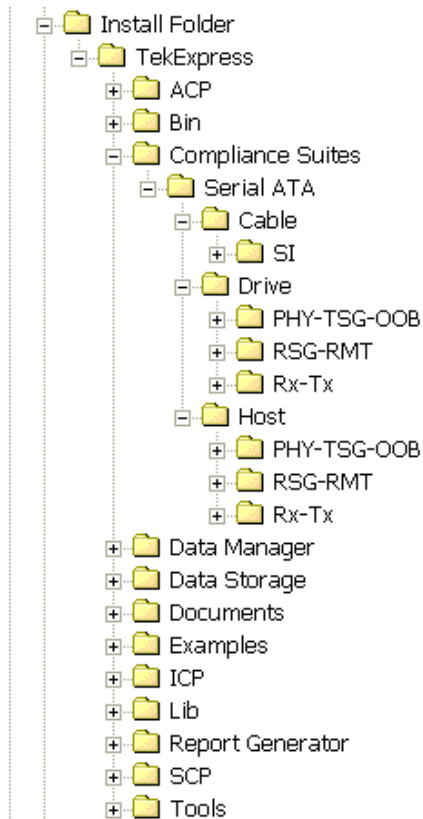 Install Folder
TekExpress
ACP
Bin
Compliance Suites
Serial ATA
Cable
SI
Drive
PHY-TSG-OOB
RSG-RMT
Rx-Tx
Host
PHY-TSG-OOB
RSG-RMT
Rx-Tx
Data Manager
Data Storage
Documents
Examples
ICP
Lib
Report Generator
SCP
Tools